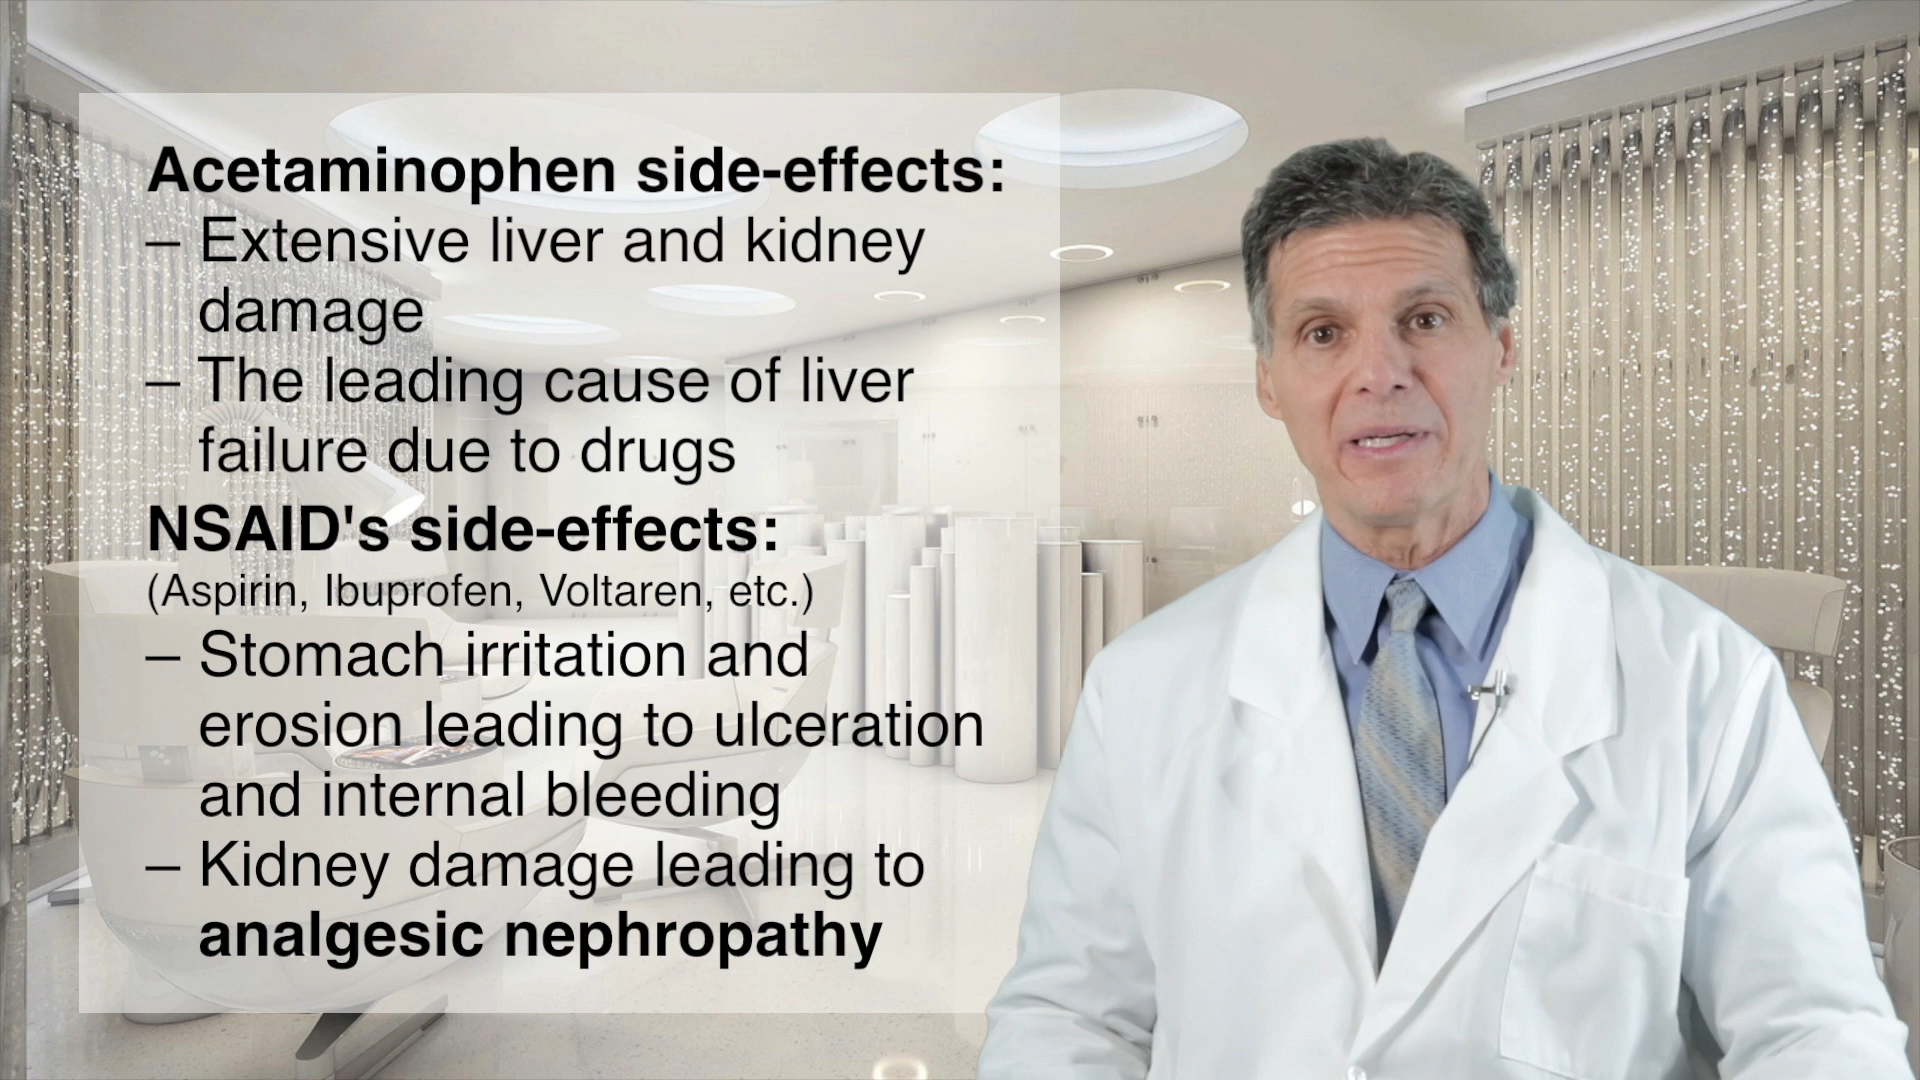 Acetaminophen side-effects:
– Extensive liver and kidney
damage
– The leading cause of liver
failure due to drugs
NSAID's side-effects:
(Aspirin, Ibuprofen, Voltaren, etc.)
– Stomach irritation and
erosion leading to ulceration
and internal bleeding
– Kidney damage leading to
analgesic nephropathy